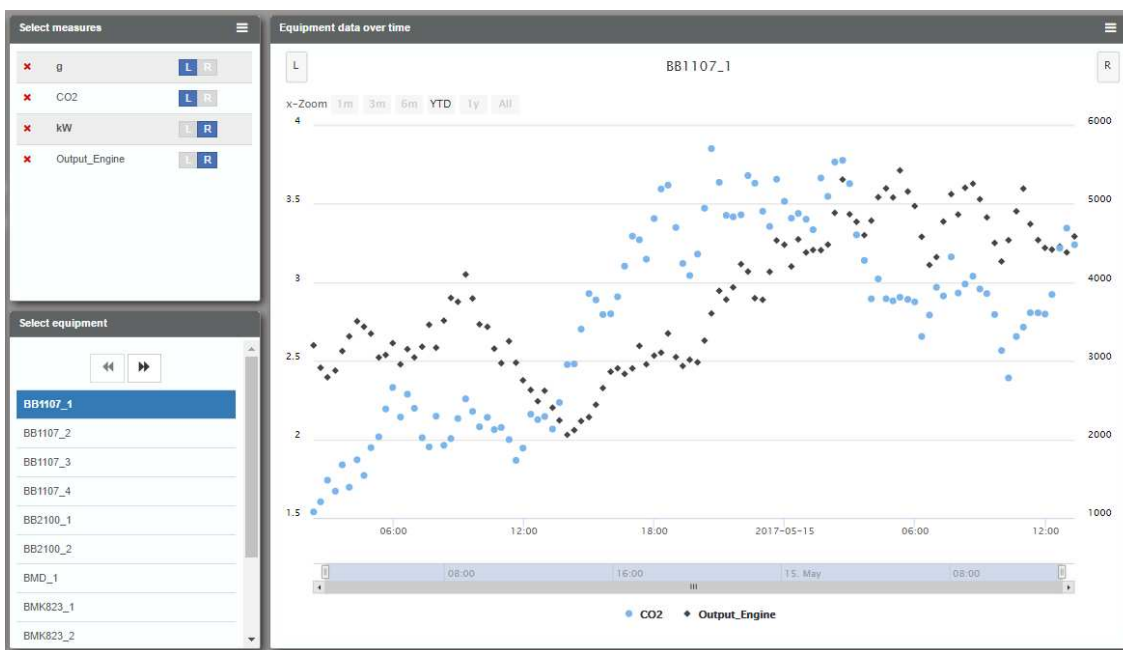 Select measures
g L R
CO2 L R
kW L R
Output_Engine L R
Select equipment
BB1107_1
BB1107_2
BB1107_3
BB1107_4
BB2100_1
BB2100_2
BMD_1
BMK823_1
BMK823_2
Equipment data over time
L BB1107_1 R
x-Zoom 1m 3m 6m YTD 1y All
4 6000
3.5 5000
3 4000
2.5 3000
2 2000
1.5 1000
06:00 12:00 18:00 2017-05-15 06:00 12:00
08:00 16:00 15. May 08:00
CO2 Output_Engine